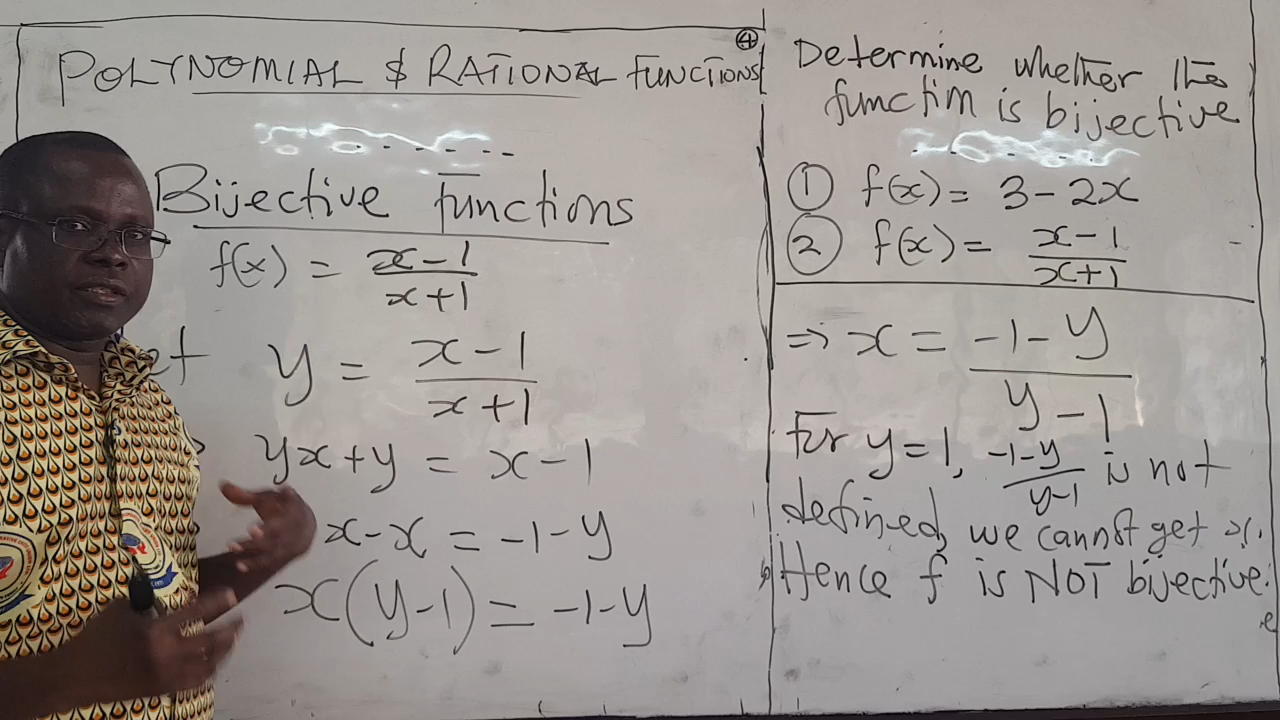 POLYNOMIAL & RATIONAL FUNCTIONS
4
Bijective functions
f(x) = x-1/x+1
et y = x-1/x+1
yx+y = x-1
x-x = -1-y
x(y-1) = -1-y
Determine whether the
function is bijective
① f(x) = 3-2x
② f(x) = x-1/x+1
⇒ x = -1-y/y-1
For y=1, -1-y/y-1 is not
defined, we cannot get x.
Hence f is NOT bijective.